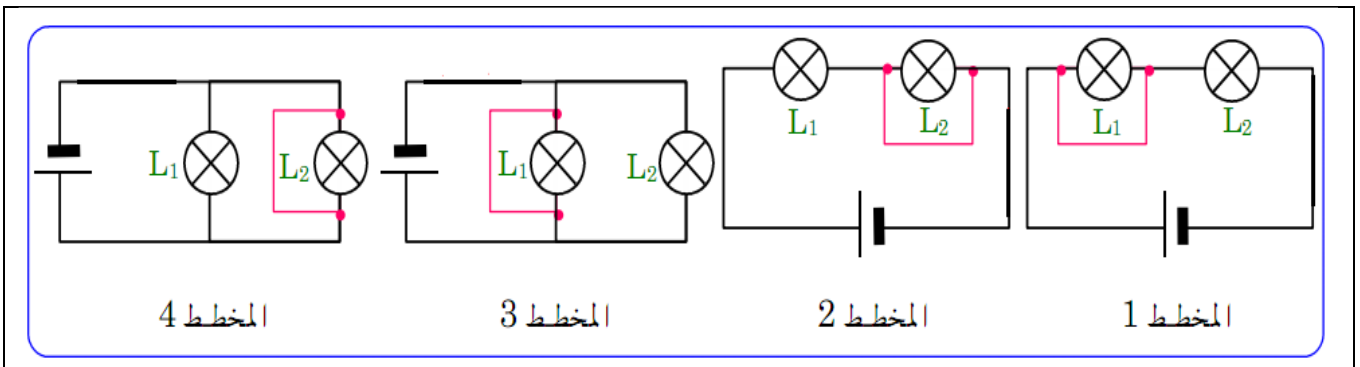 L₁ L₂
L₁ L₂
L₁ L₂
L₁ L₂
المخطط 1
المخطط 2
المخطط 3
المخطط 4